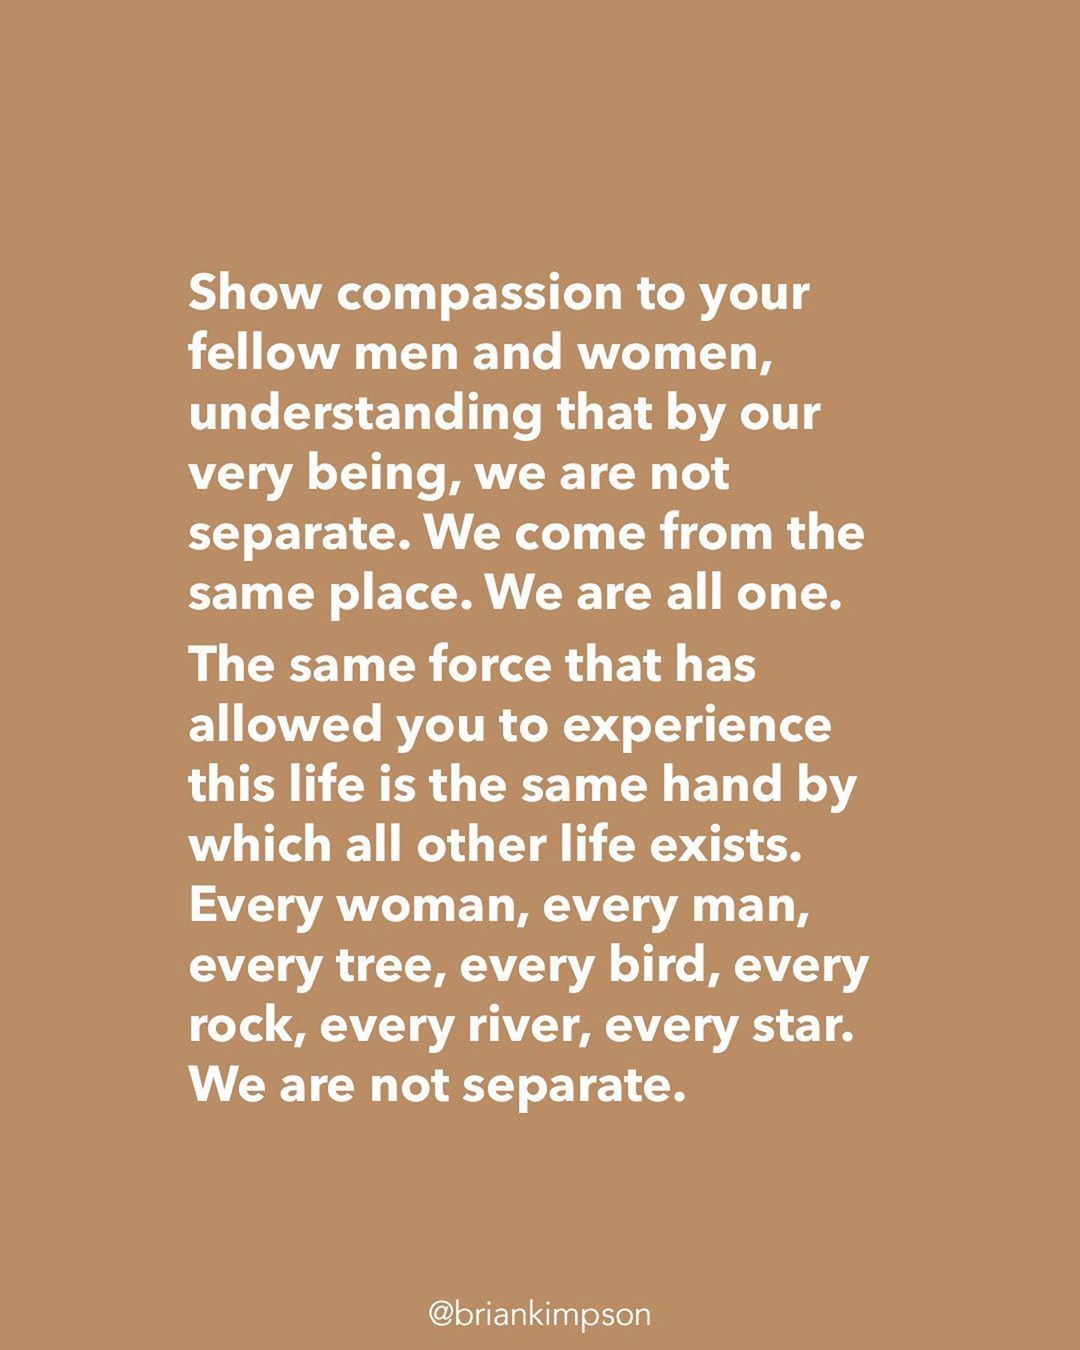 Show compassion to your
fellow men and women,
understanding that by our
very being, we are not
separate. We come from the
same place. We are all one.
The same force that has
allowed you to experience
this life is the same hand by
which all other life exists.
Every woman, every man,
every tree, every bird, every
rock, every river, every star.
We are not separate.
@briankimpson